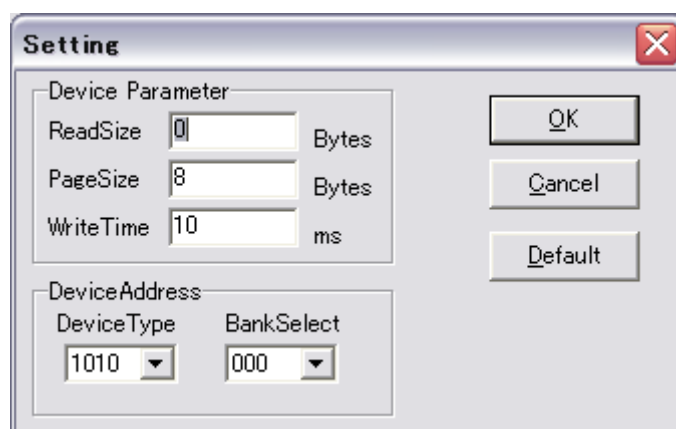 Setting
Device Parameter
ReadSize 0 Bytes
PageSize 8 Bytes
WriteTime 10 ms
OK
Cancel
Default
DeviceAddress
DeviceType BankSelect
1010 000